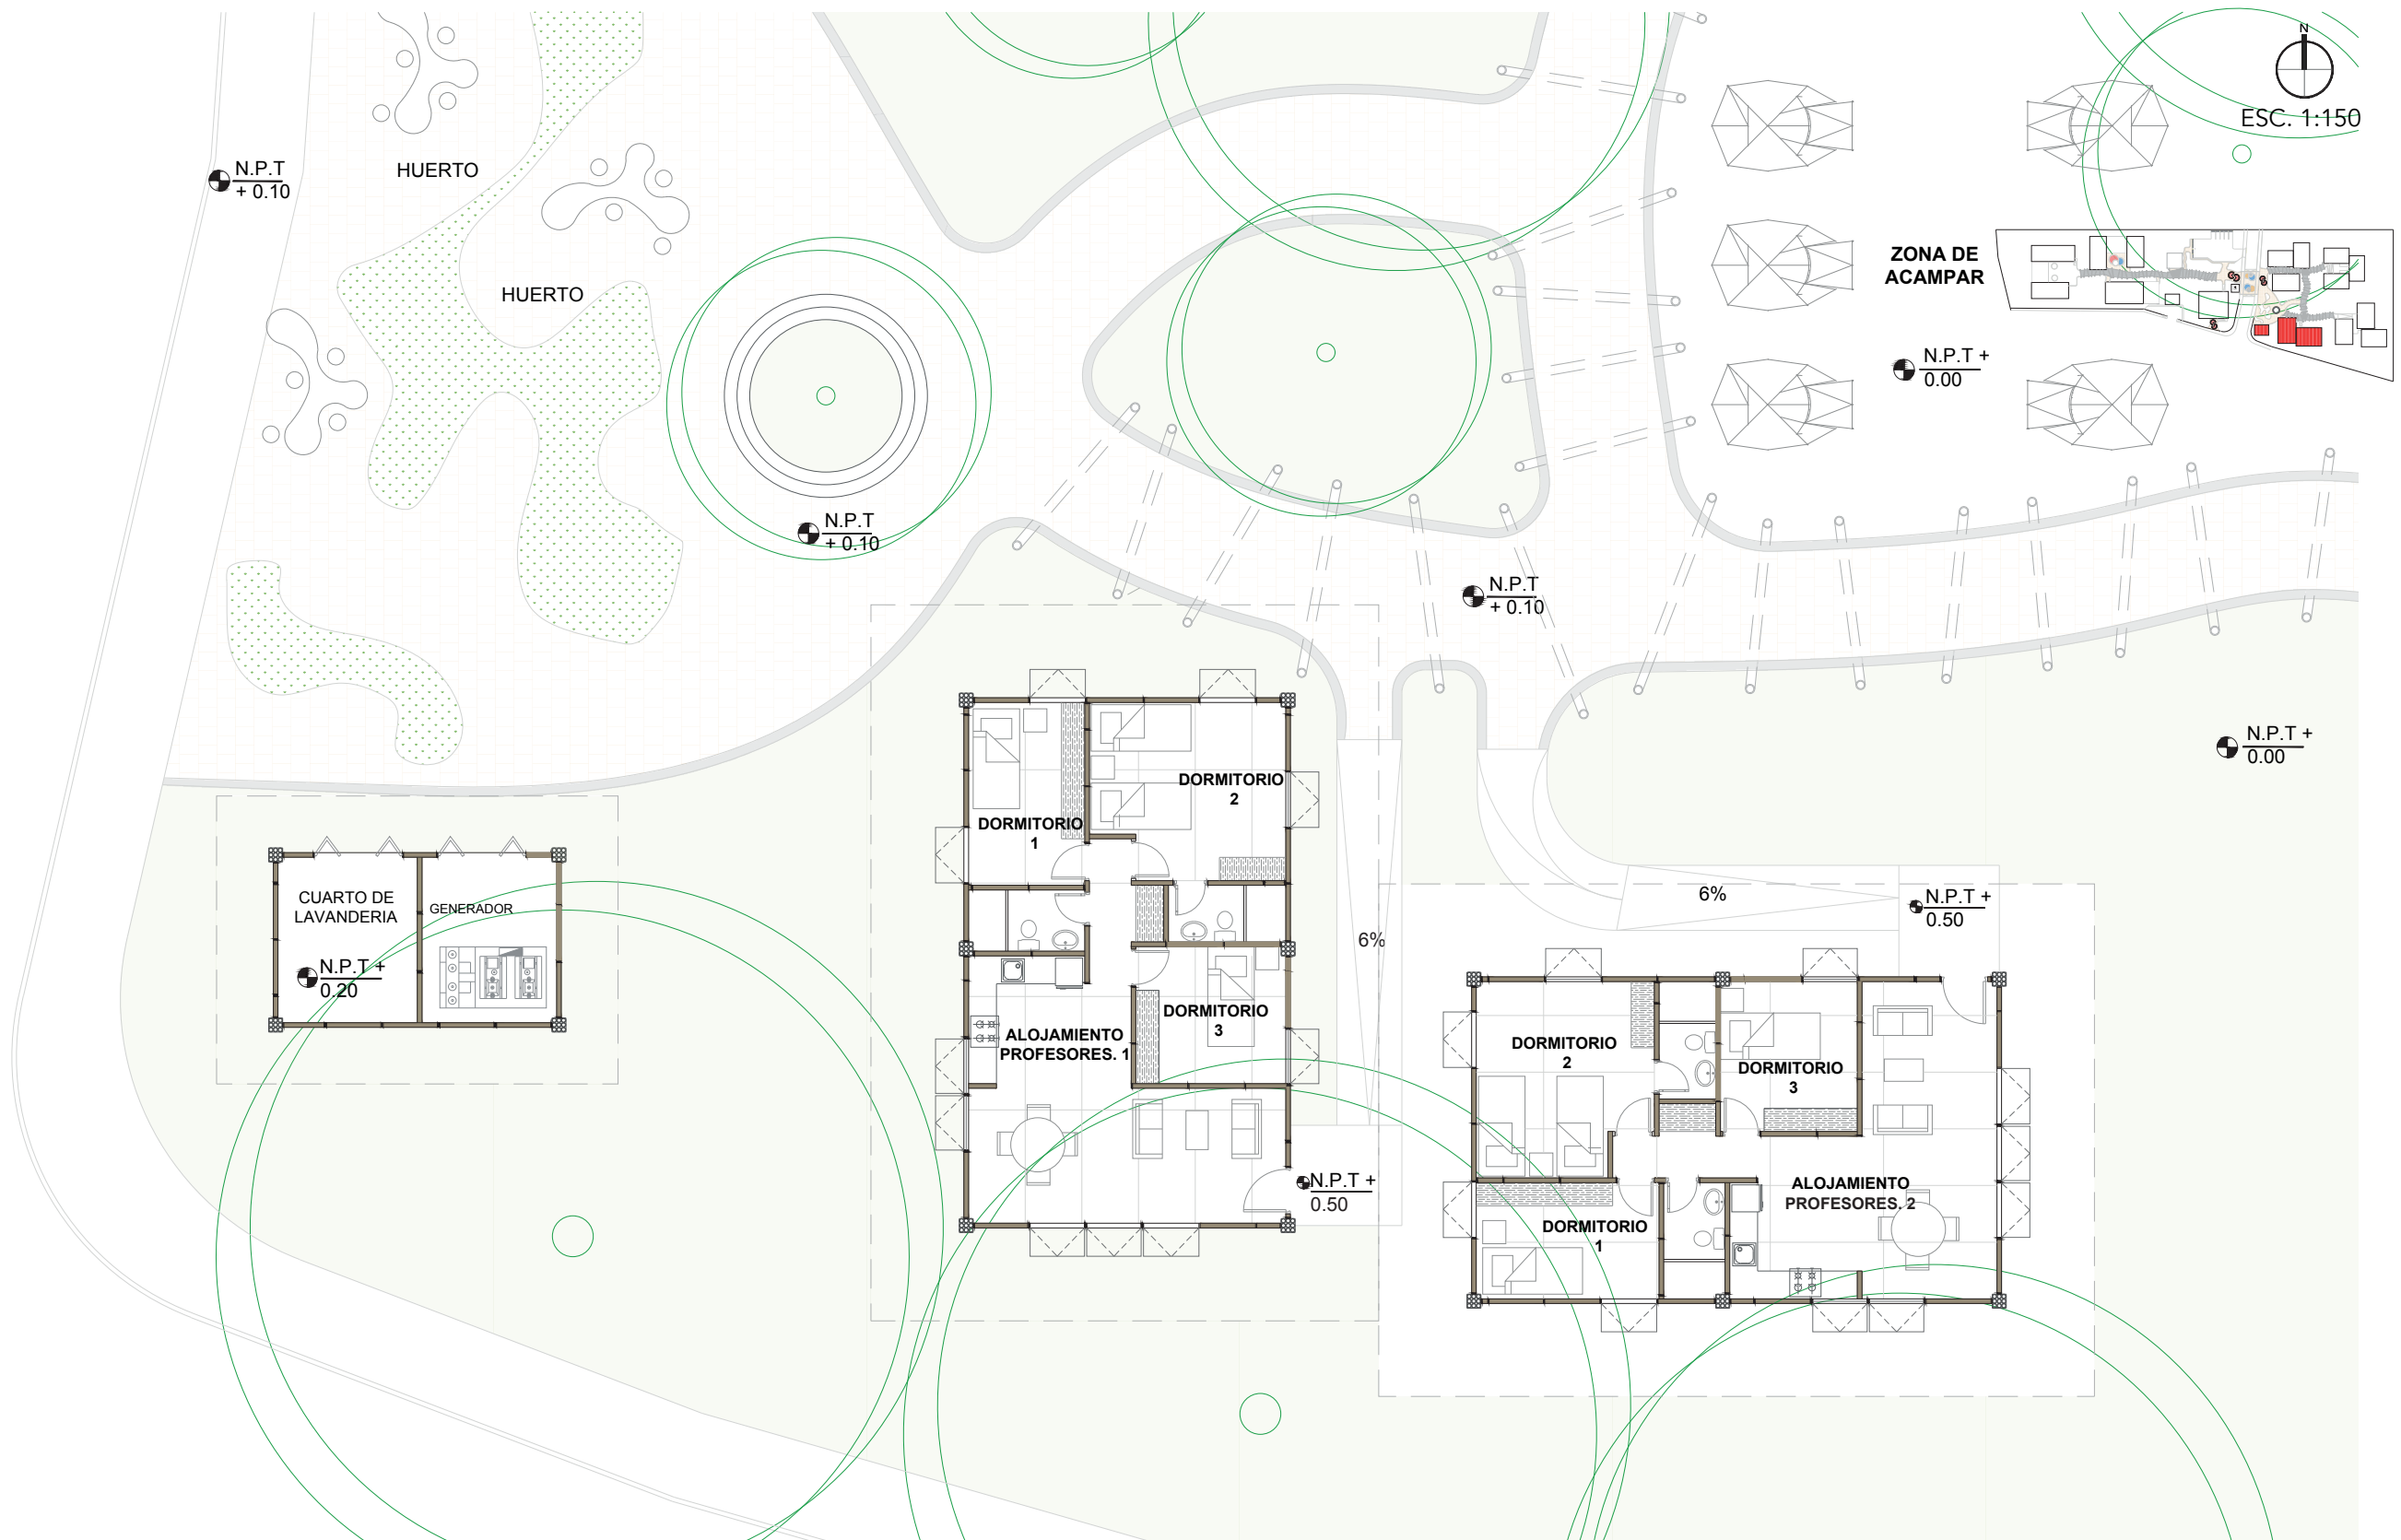 N
ESC. 1:150
HUERTO
N.P.T
+ 0.10
HUERTO
ZONA DE
ACAMPAR
N.P.T +
0.00
N.P.T
+ 0.10
N.P.T
+ 0.10
N.P.T +
0.00
DORMITORIO
1
DORMITORIO
2
CUARTO DE
LAVANDERIA
GENERADOR
N.P.T +
0.20
6%
6%
N.P.T +
0.50
DORMITORIO
3
ALOJAMIENTO
PROFESORES. 1
N.P.T +
0.50
DORMITORIO
2
DORMITORIO
3
ALOJAMIENTO
PROFESORES. 2
DORMITORIO
1